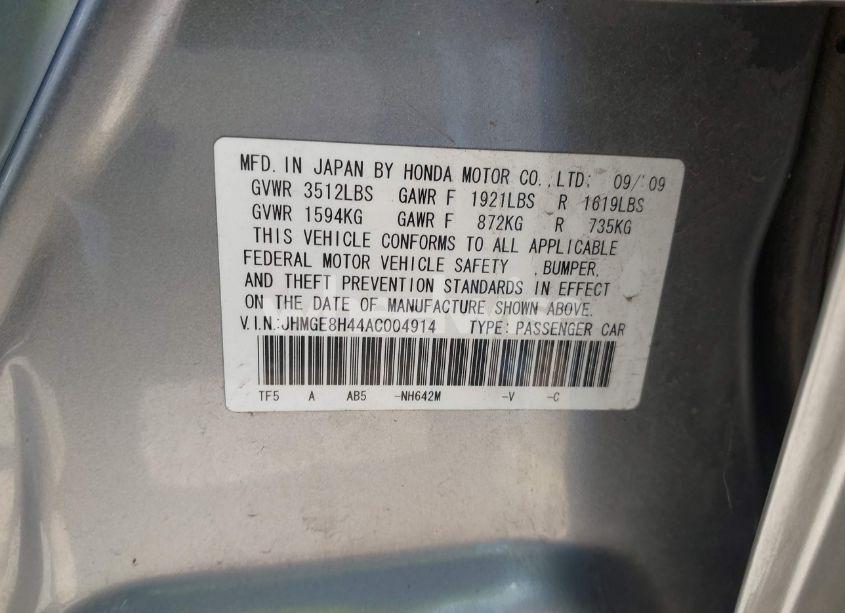 MFD. IN JAPAN BY HONDA MOTOR CO.,LTD. 09/'09
GVWR 3512LBS GAWR F 1921LBS R 1619LBS
GVWR 1594KG GAWR F 872KG R 735KG
THIS VEHICLE CONFORMS TO ALL APPLICABLE
FEDERAL MOTOR VEHICLE SAFETY ,BUMPER,
AND THEFT PREVENTION STANDARDS IN EFFECT
ON THE DATE OF MANUFACTURE SHOWN ABOVE.
V.I.N.:JHMGE8H44AC004914 TYPE:PASSENGER CAR
TF5 A AB5 -NH642M -V -C